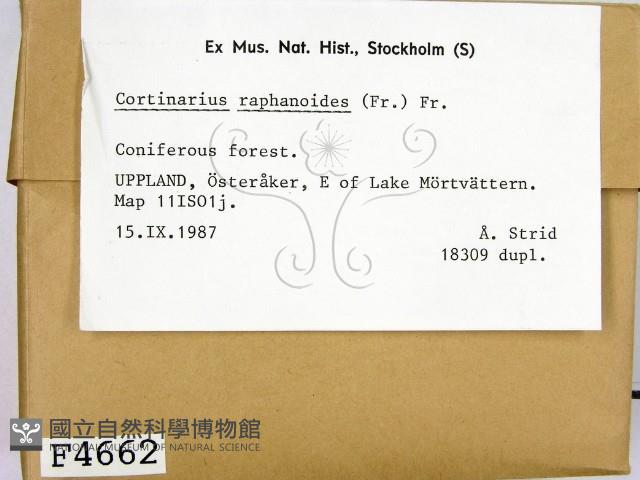 Ex Mus. Nat. Hist., Stockholm (S)
Cortinarius raphanoides (Fr.) Fr.
Coniferous forest.
UPPLAND, Österåker, E of Lake Mörtvättern.
Map 11ISO1j.
15.IX.1987 Å. Strid
18309 dupl.
國立自然科學博物館
NATIONAL MUSEUM OF NATURAL SCIENCE
F4662